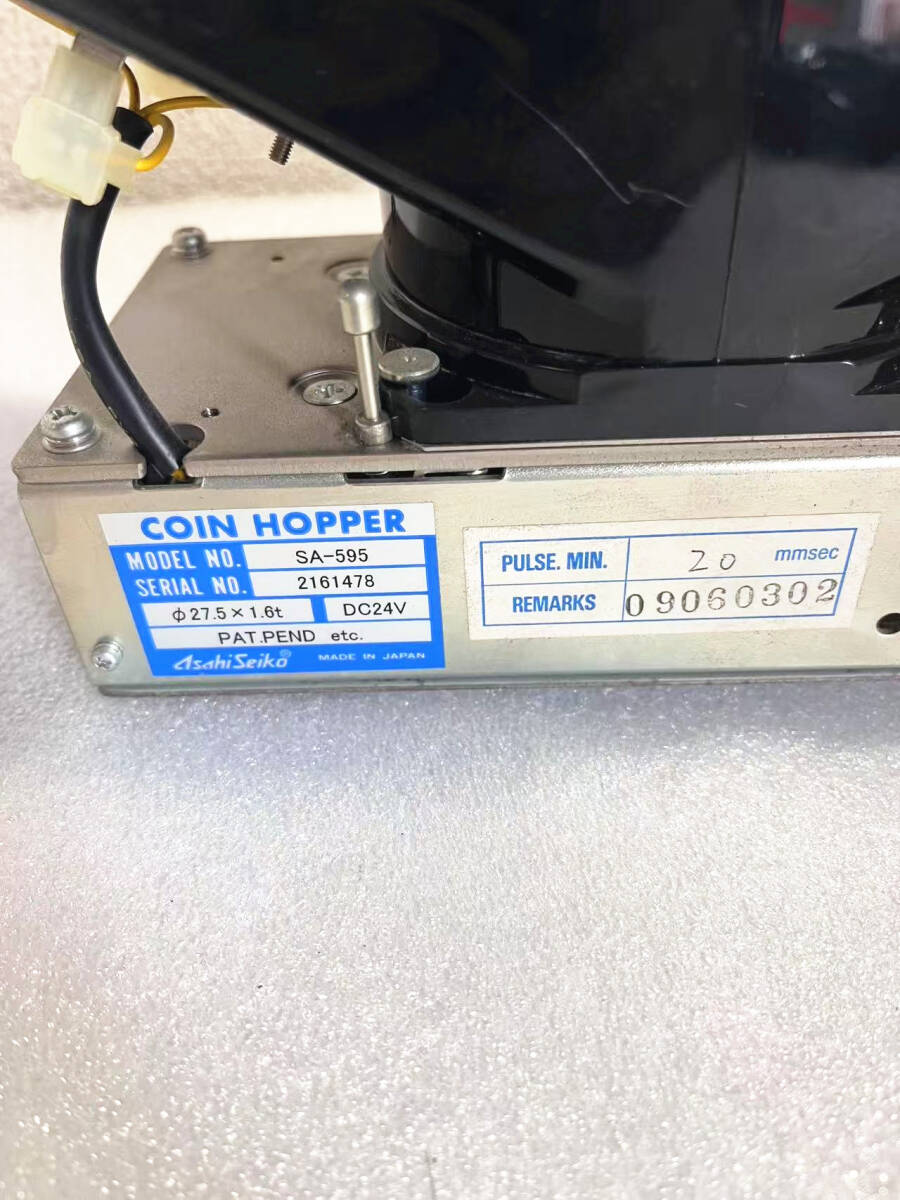 COIN HOPPER
MODEL NO. SA-595
SERIAL NO. 2161478
φ27.5×1.6t DC24V
PAT.PEND etc.
AsahiSeiko® MADE IN JAPAN
PULSE. MIN. 20 mmsec
REMARKS 09060302